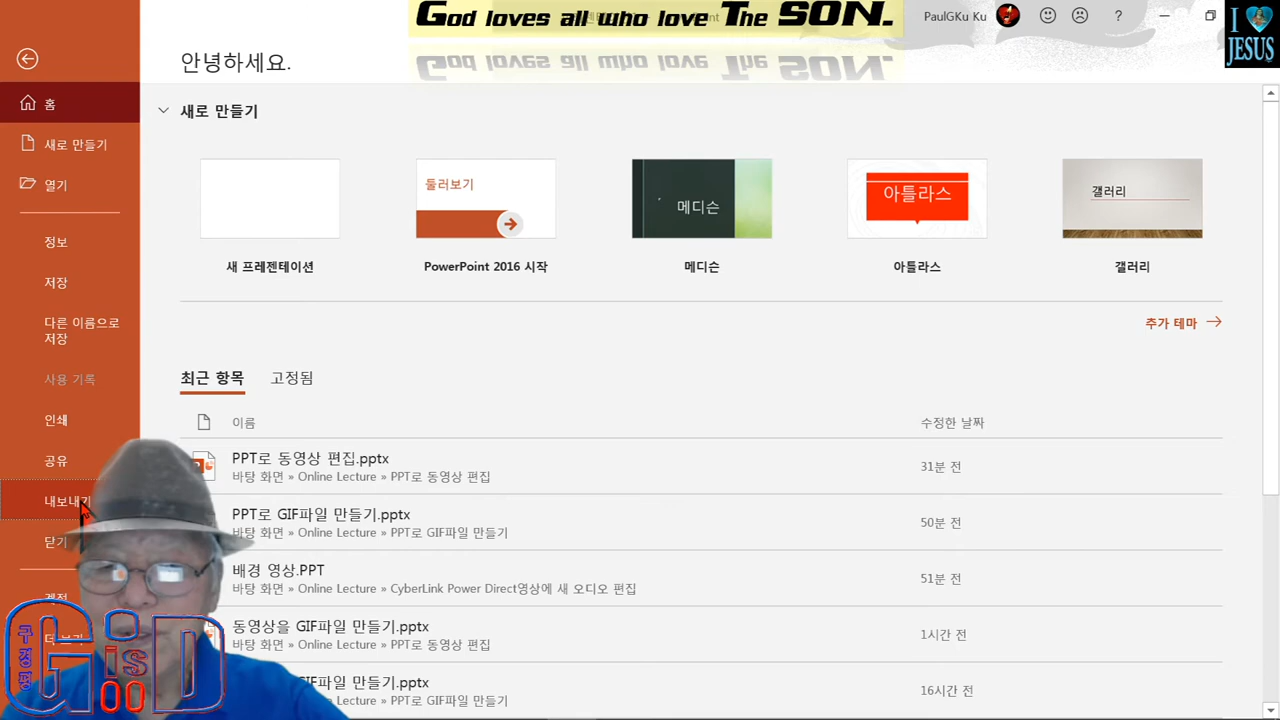 God loves all who love The SON.
PaulGKu Ku
?
I
JESUS
안녕하세요.
홈
새로 만들기
열기
정보
저장
다른 이름으로
저장
사용 기록
인쇄
공유
내보내기
닫기
새로 만들기
둘러보기
메디슨
아틀라스
갤러리
새 프레젠테이션
PowerPoint 2016 시작
메디슨
아틀라스
갤러리
추가 테마
최근 항목
고정됨
이름
수정한 날짜
PPT로 동영상 편집.pptx
바탕 화면 » Online Lecture » PPT로 동영상 편집
31분 전
PPT로 GIF파일 만들기.pptx
바탕 화면 » Online Lecture » PPT로 GIF파일 만들기
50분 전
배경 영상.PPT
바탕 화면 » Online Lecture » CyberLink Power Direct영상에 새 오디오 편집
51분 전
동영상을 GIF파일 만들기.pptx
바탕 화면 » Online Lecture » PPT로 동영상 편집
1시간 전
GIF파일 만들기.pptx
바탕 화면 » Online Lecture » PPT로 GIF파일 만들기
16시간 전
GisD